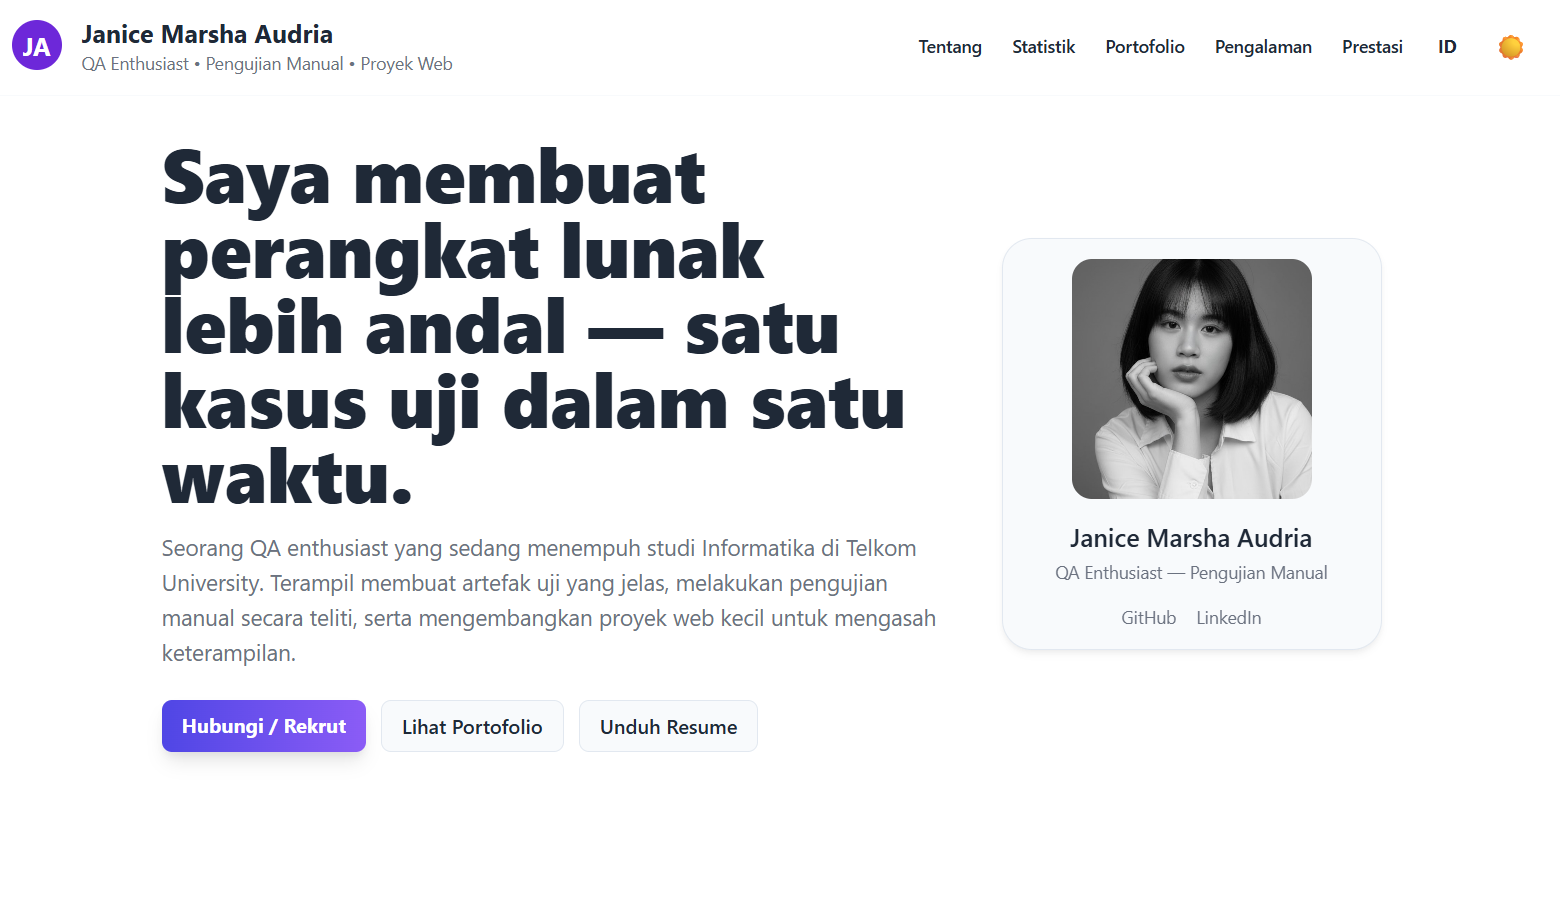 JA
Janice Marsha Audria
QA Enthusiast • Pengujian Manual • Proyek Web
Tentang
Statistik
Portofolio
Pengalaman
Prestasi
ID
Saya membuat
perangkat lunak
lebih andal — satu
kasus uji dalam satu
waktu.
Seorang QA enthusiast yang sedang menempuh studi Informatika di Telkom
University. Terampil membuat artefak uji yang jelas, melakukan pengujian
manual secara teliti, serta mengembangkan proyek web kecil untuk mengasah
keterampilan.
Hubungi / Rekrut
Lihat Portofolio
Unduh Resume
Janice Marsha Audria
QA Enthusiast — Pengujian Manual
GitHub
LinkedIn